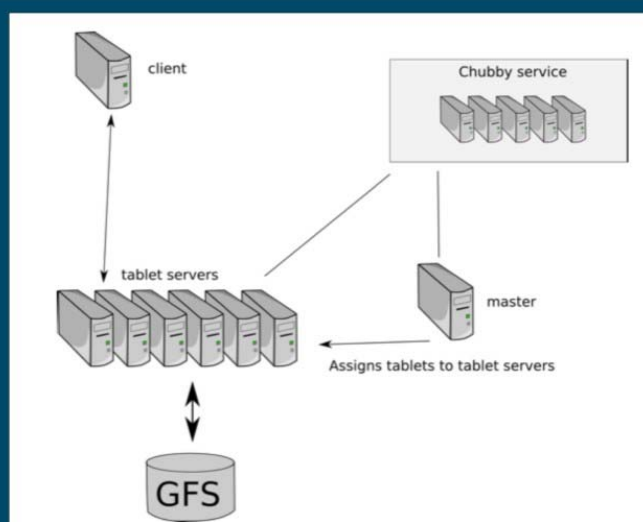 client
Chubby service
tablet servers
master
Assigns tablets to tablet servers
GFS